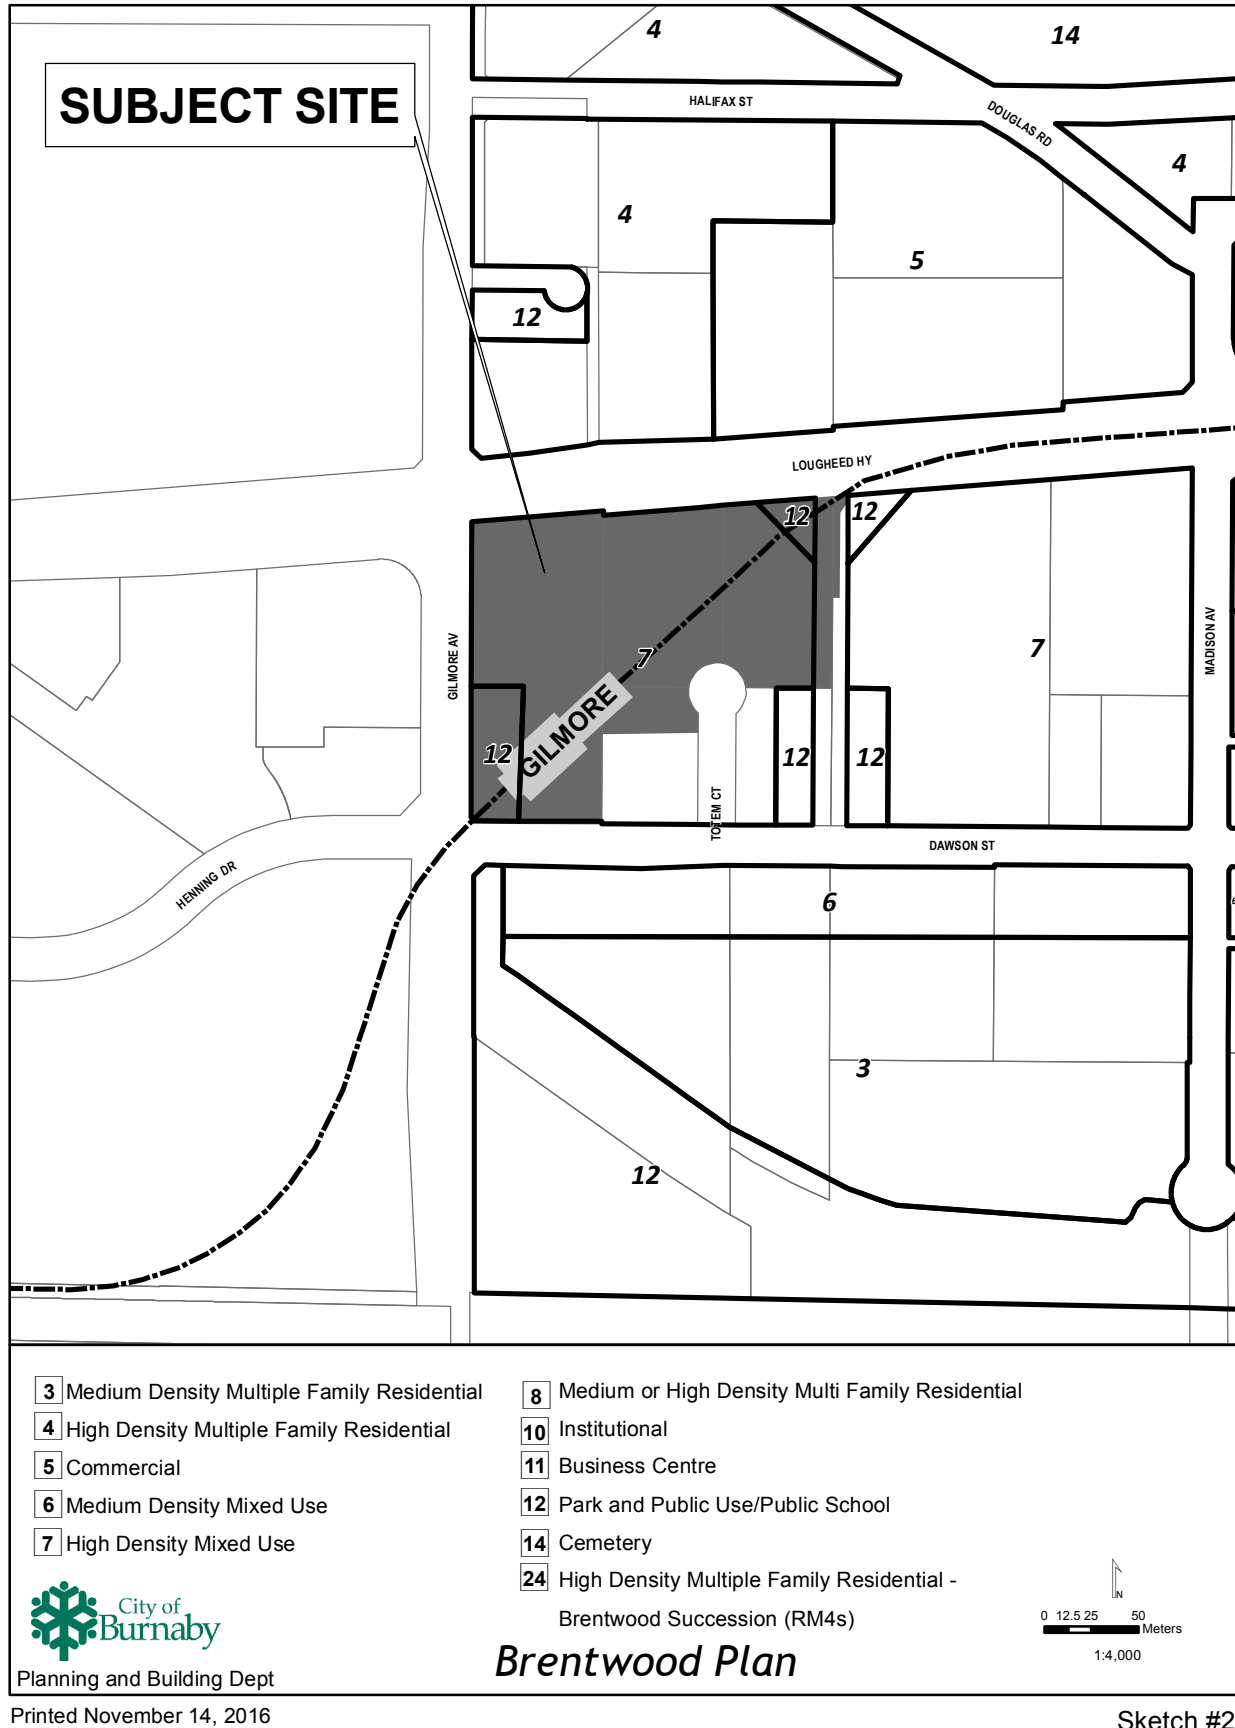 4
14
HALIFAX ST
SUBJECT SITE
DOUGLAS RD
4
4
5
12
LOUGHEED HY
12
12
GILMORE AV
MADISON AV
7
7
GILMORE
12
12
12
TOTEM CT
DAWSON ST
HENNING DR
6
3
12
3 Medium Density Multiple Family Residential
4 High Density Multiple Family Residential
5 Commercial
6 Medium Density Mixed Use
7 High Density Mixed Use
8 Medium or High Density Multi Family Residential
10 Institutional
11 Business Centre
12 Park and Public Use/Public School
14 Cemetery
24 High Density Multiple Family Residential -
Brentwood Succession (RM4s)
N
0 12.5 25 50
Meters
1:4,000
City of
Burnaby
Planning and Building Dept
Brentwood Plan
Printed November 14, 2016
Sketch #2